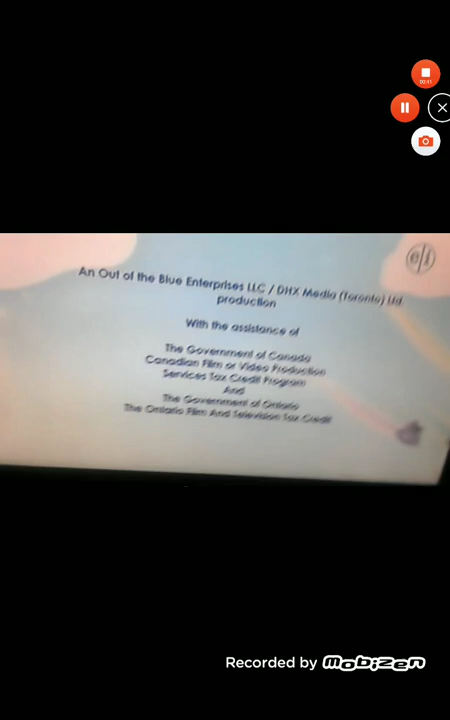 00:41
e/i
An Out of the Blue Enterprises LLC / DHX Media (Toronto) Ltd
production
With the assistance of
The Government of Canada
Canadian Film or Video Production
Services Tax Credit Program
And
The Government of Ontario
The Ontario Film And Television Tax Credit
Recorded by Mobizen